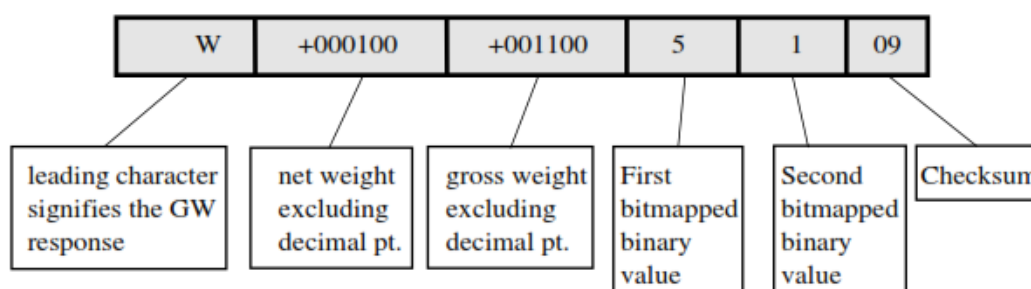 W +000100 +001100 5 1 09
leading character
signifies the GW
response
net weight
excluding
decimal pt.
gross weight
excluding
decimal pt.
First
bitmapped
binary
value
Second
bitmapped
binary
value
Checksum